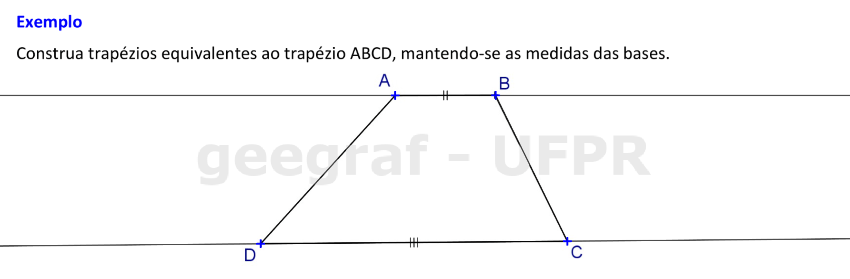 Exemplo
Construa trapézios equivalentes ao trapézio ABCD, mantendo-se as medidas das bases.
A B
geegraf - UFPR
D C